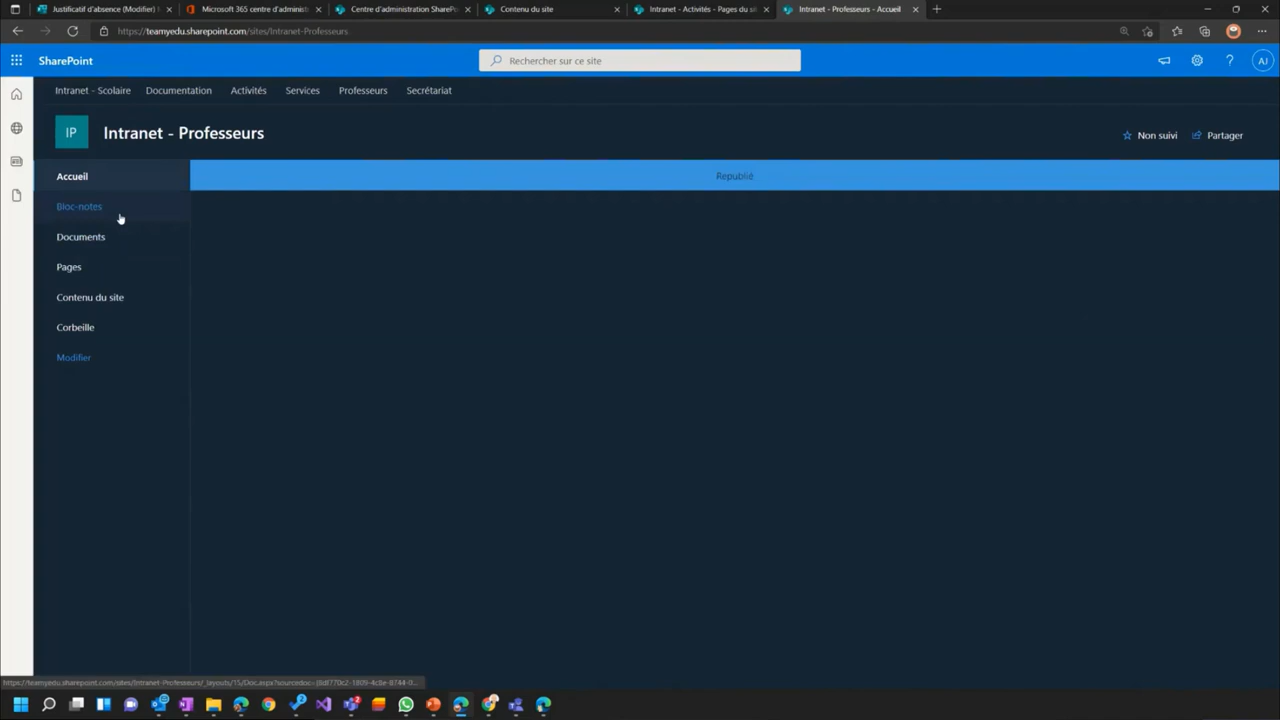 Justificatif d'absence (Modifier)
Microsoft 365 centre d'administ
Centre d'administration SharePo
Contenu du site
Intranet - Activités - Pages du si
Intranet - Professeurs - Accueil
https://teamyedu.sharepoint.com/sites/Intranet-Professeurs
SharePoint
Rechercher sur ce site
AJ
Intranet - Scolaire Documentation Activités Services Professeurs Secrétariat
IP
Intranet - Professeurs
Non suivi
Partager
Accueil
Republié
Bloc-notes
Documents
Pages
Contenu du site
Corbeille
Modifier